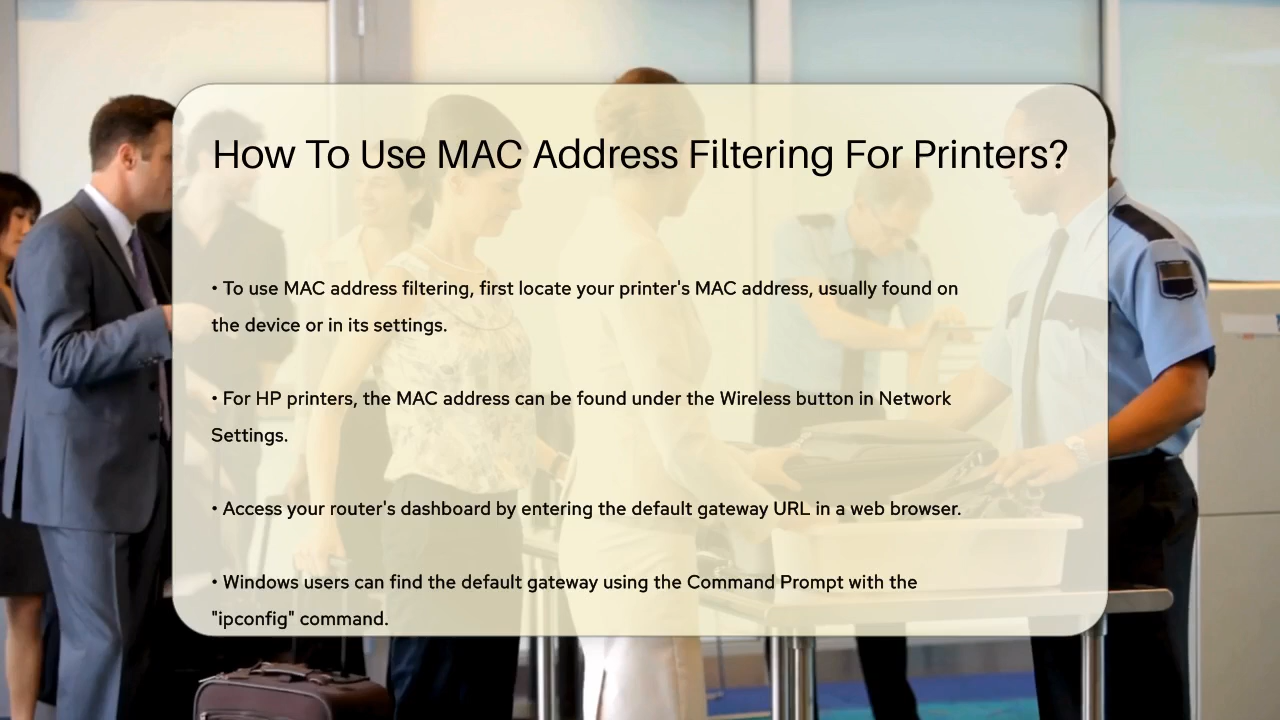 How To Use MAC Address Filtering For Printers?
• To use MAC address filtering, first locate your printer's MAC address, usually found on
the device or in its settings.
• For HP printers, the MAC address can be found under the Wireless button in Network
Settings.
• Access your router's dashboard by entering the default gateway URL in a web browser.
• Windows users can find the default gateway using the Command Prompt with the
"ipconfig" command.